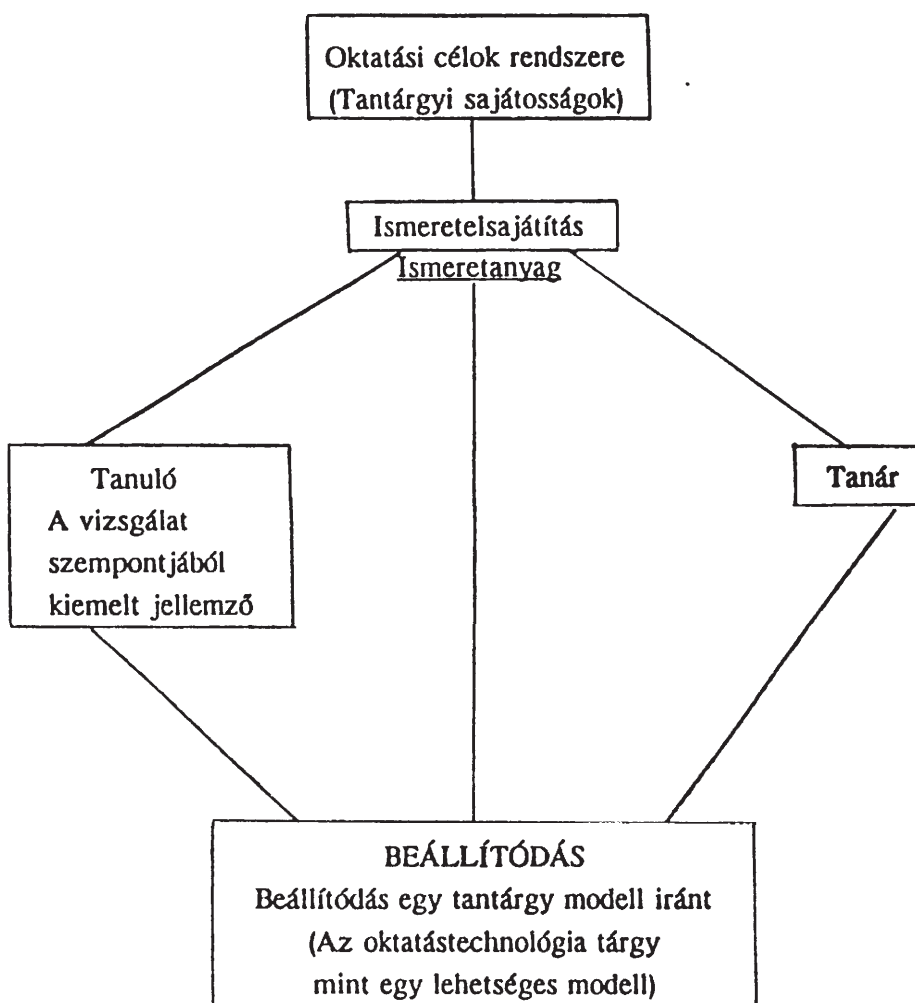 Oktatási célok rendszere
(Tantárgyi sajátosságok)
Ismeretelsajátítás
Ismeretanyag
Tanuló
A vizsgálat
szempontjából
kiemelt jellemző
Tanár
BEÁLLÍTÓDÁS
Beállítódás egy tantárgy modell iránt
(Az oktatástechnológia tárgy
mint egy lehetséges modell)